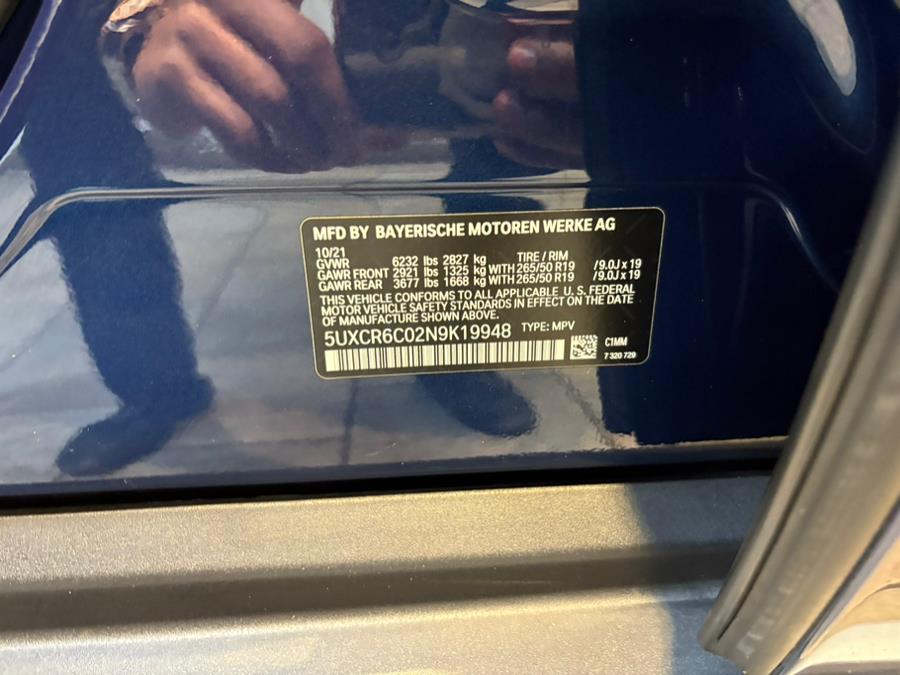 MFD BY BAYERISCHE MOTOREN WERKE AG
10/21
GVWR 6232 lbs 2827 kg TIRE / RIM
GAWR FRONT 2921 lbs 1325 kg WITH 265/50 R19 /9.0J x 19
GAWR REAR 3677 lbs 1668 kg WITH 265/50 R19 /9.0J x 19
THIS VEHICLE CONFORMS TO ALL APPLICABLE U. S. FEDERAL
MOTOR VEHICLE SAFETY STANDARDS IN EFFECT ON THE DATE
OF MANUFACTURE SHOWN ABOVE.
5UXCR6C02N9K19948 TYPE: MPV
C1MM
7 320 729